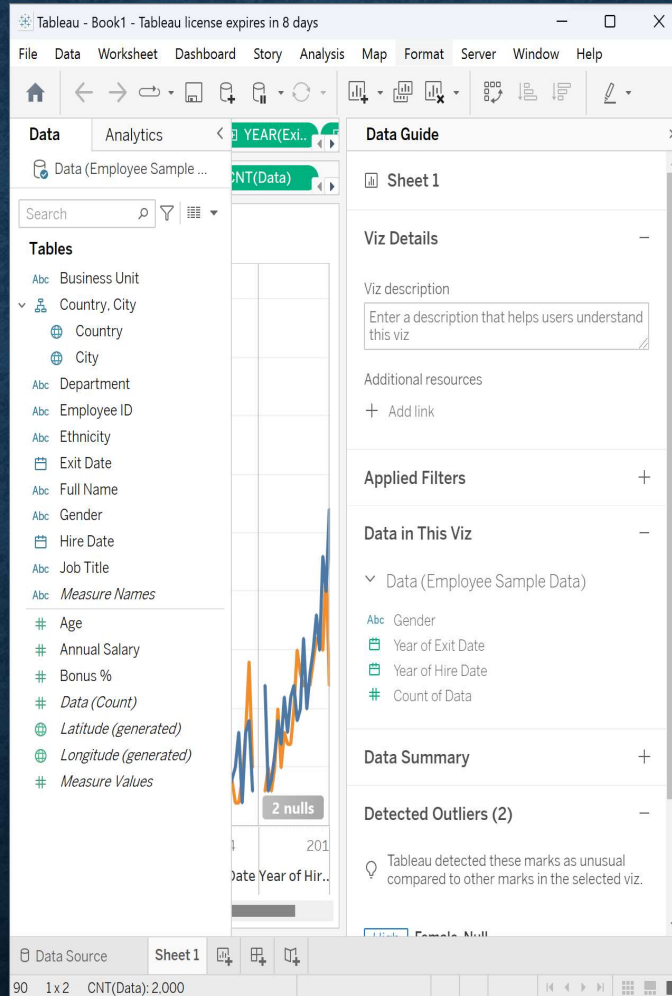 Tableau - Book1 - Tableau license expires in 8 days
File Data Worksheet Dashboard Story Analysis Map Format Server Window Help
Data Analytics
Data (Employee Sample ...
Search
Tables
Abc Business Unit
Country, City
Country
City
Abc Department
Abc Employee ID
Abc Ethnicity
Exit Date
Abc Full Name
Abc Gender
Hire Date
Abc Job Title
Abc Measure Names
# Age
# Annual Salary
# Bonus %
# Data (Count)
Latitude (generated)
Longitude (generated)
# Measure Values
YEAR(Exi..
CNT(Data)
2 nulls
201
Date Year of Hir..
Data Guide
Sheet 1
Viz Details
Viz description
Enter a description that helps users understand
this viz
Additional resources
+ Add link
Applied Filters
Data in This Viz
Data (Employee Sample Data)
Abc Gender
Year of Exit Date
Year of Hire Date
# Count of Data
Data Summary
Detected Outliers (2)
Tableau detected these marks as unusual
compared to other marks in the selected viz.
High Female, Null
Data Source Sheet 1
90 1 x 2 CNT(Data): 2,000